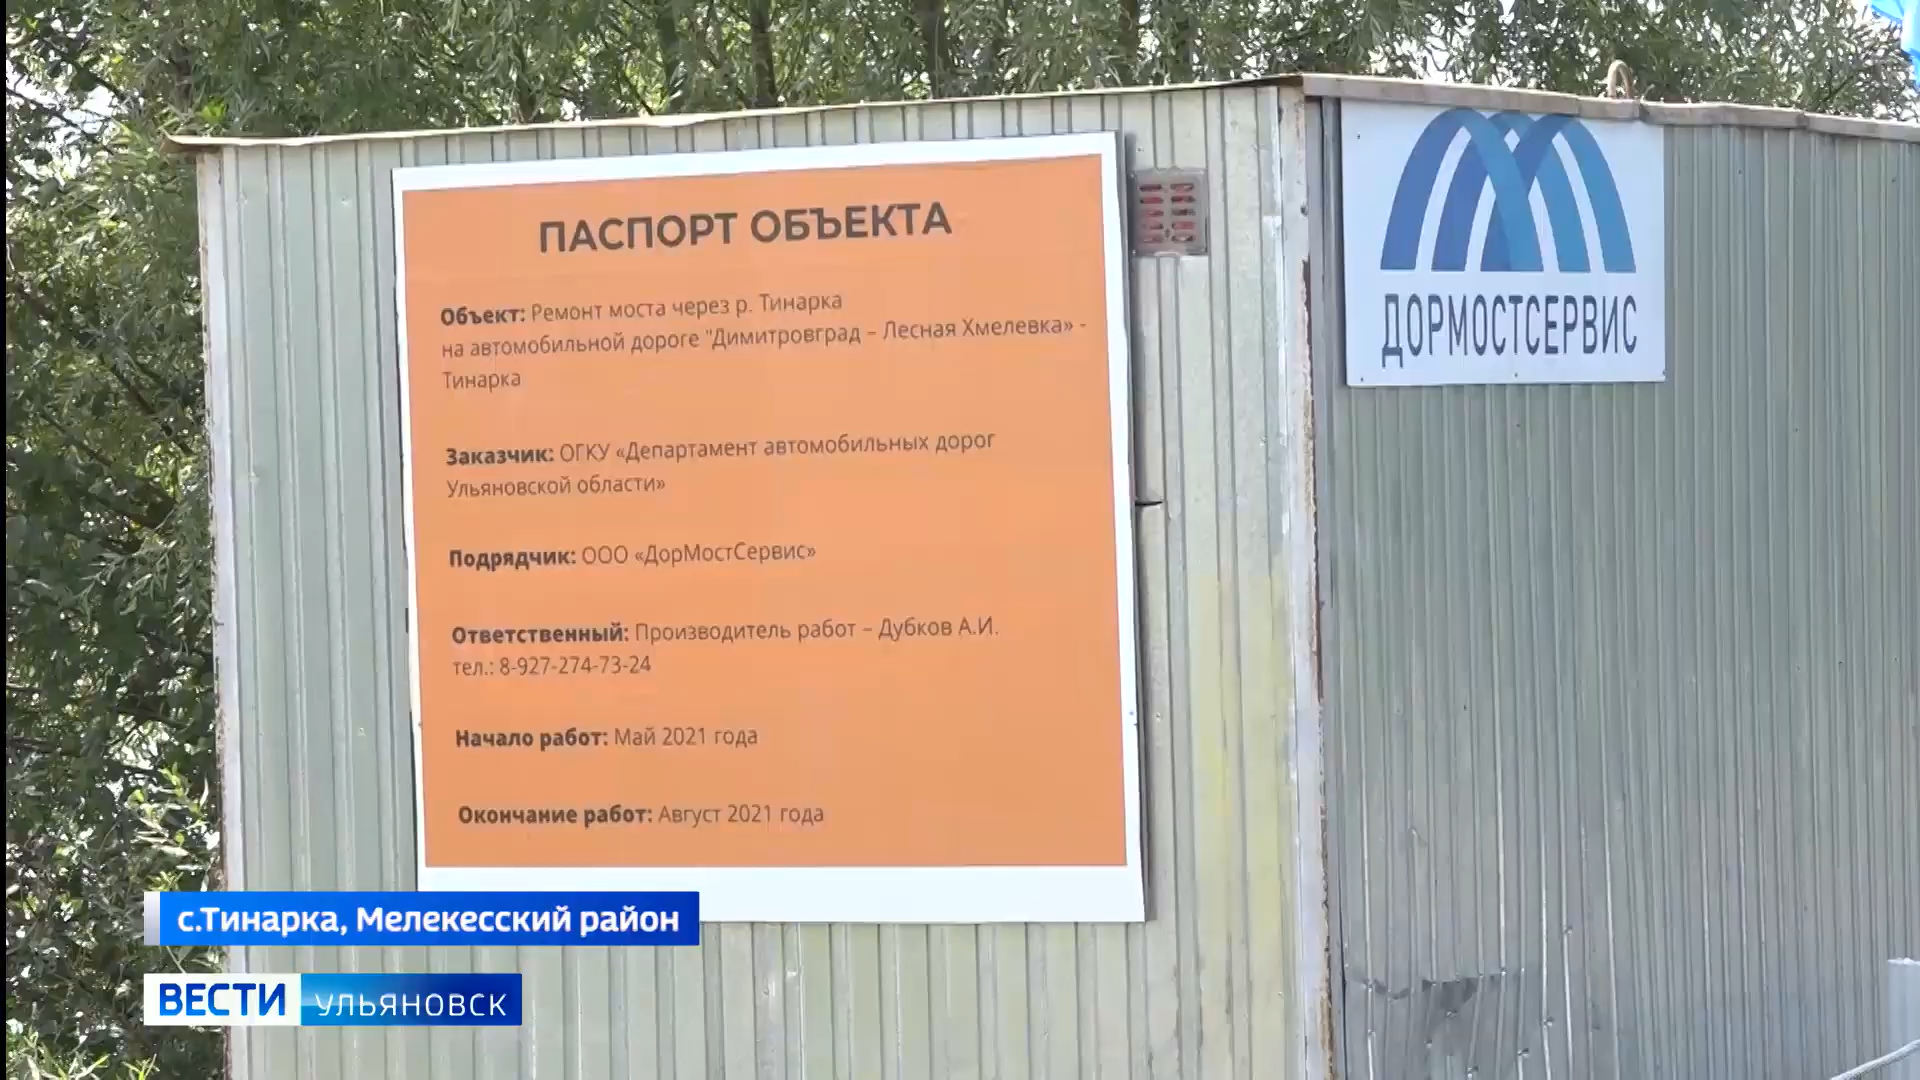 ПАСПОРТ ОБЪЕКТА
Объект: Ремонт моста через р. Тинарка
на автомобильной дороге "Димитровград – Лесная Хмелевка» -
Тинарка
Заказчик: ОГКУ «Департамент автомобильных дорог
Ульяновской области»
Подрядчик: ООО «ДорМостСервис»
Ответственный: Производитель работ – Дубков А.И.
тел.: 8-927-274-73-24
Начало работ: Май 2021 года
Окончание работ: Август 2021 года
ДОРМОСТСЕРВИС
с.Тинарка, Мелекесский район
ВЕСТИ УЛЬЯНОВСК